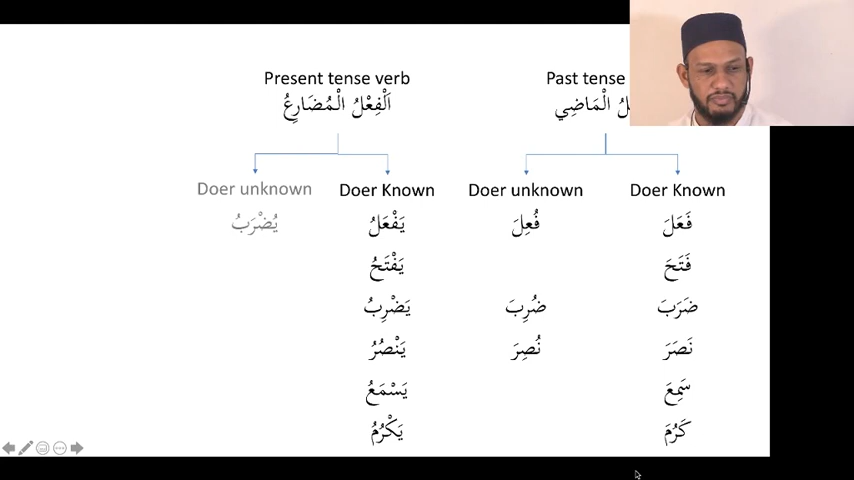 Present tense verb
اَلْفِعْلُ الْمُضَارِعُ
Past tense
الْمَاضِي
Doer unknown
Doer Known
Doer unknown
Doer Known
يُضْرَبُ
يَفْعَلُ
فُعِلَ
فَعَلَ
يَفْتَحُ
فَتَحَ
يَضْرِبُ
ضُرِبَ
ضَرَبَ
يَنْصُرُ
نُصِرَ
نَصَرَ
يَسْمَعُ
سَمِعَ
يَكْرُمُ
كَرُمَ